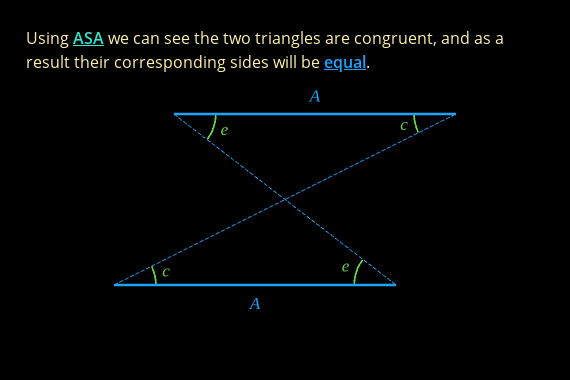 Using ASA we can see the two triangles are congruent, and as a
result their corresponding sides will be equal.
A
e
c
c
e
A